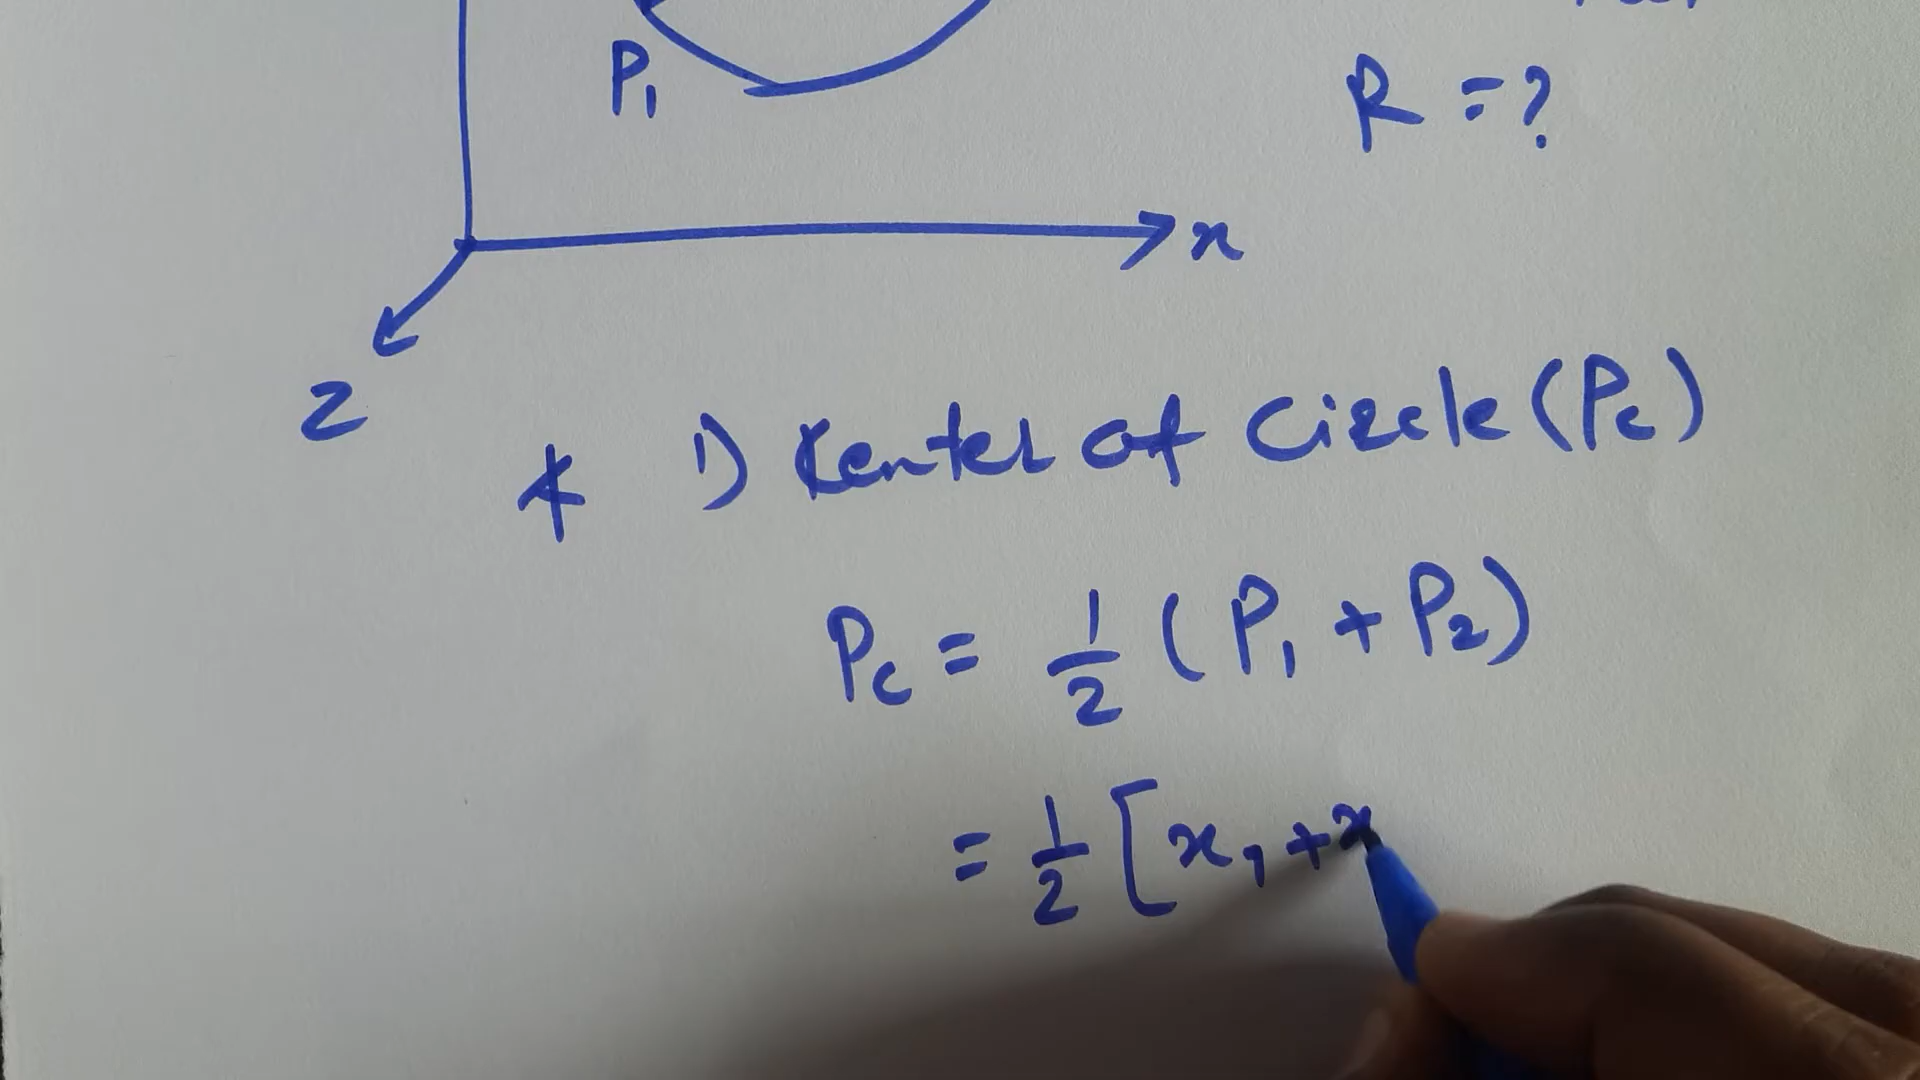 P₁
R = ?
x
z
* 1) Center of Circle (Pc)
Pc = 1/2 (P₁ + P₂)
= 1/2 [x₁ + x